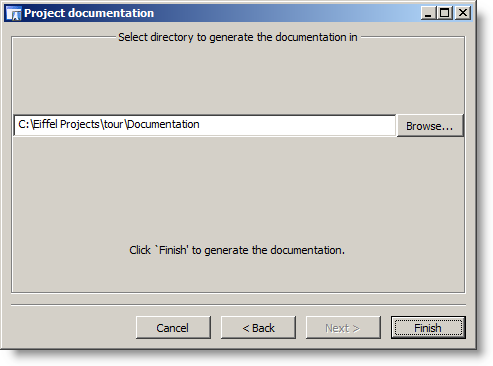 Project documentation
Select directory to generate the documentation in
C:\Eiffel Projects\tour\Documentation
Browse...
Click `Finish' to generate the documentation.
Cancel
< Back
Next >
Finish